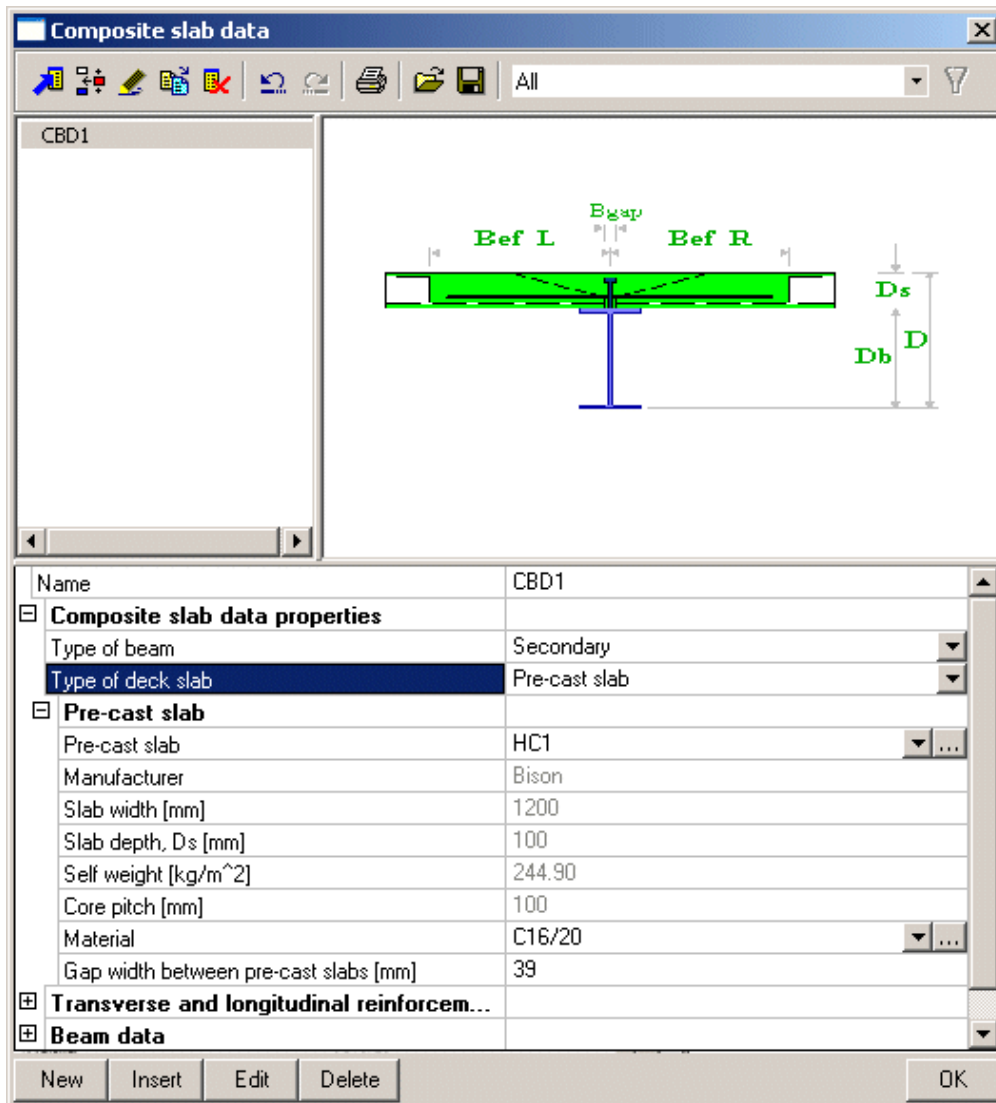 Composite slab data
All
CBD1
Bgap
Bef L Bef R
Ds
D
Db
Name CBD1
Composite slab data properties
Type of beam Secondary
Type of deck slab Pre-cast slab
Pre-cast slab
Pre-cast slab HC1 ...
Manufacturer Bison
Slab width [mm] 1200
Slab depth, Ds [mm] 100
Self weight [kg/m^2] 244.90
Core pitch [mm] 100
Material C16/20 ...
Gap width between pre-cast slabs [mm] 39
Transverse and longitudinal reinforcem...
Beam data
New Insert Edit Delete OK